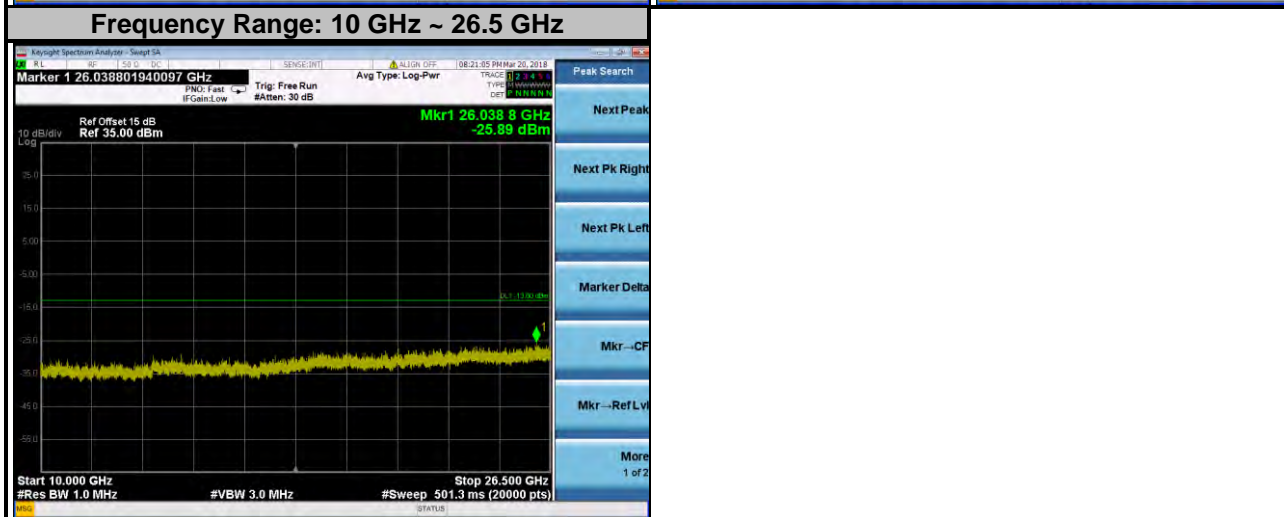 Frequency Range: 10 GHz ~ 26.5 GHz
Keysight Spectrum Analyzer - Swept SA
RL RF 50 Ω DC SENSE:INT ALIGN OFF 08:21:05 PM Mar 20, 2018
Marker 1 26.038801940097 GHz
PNO: Fast
IFGain:Low
Trig: Free Run
#Atten: 30 dB
Avg Type: Log-Pwr
TRACE 1 2 3 4 5 6
TYPE M W W W W W
DET P N N N N N
Peak Search
Mkr1 26.038 8 GHz
-25.89 dBm
Ref Offset 15 dB
10 dB/div Ref 35.00 dBm
Log
25.0
15.0
5.00
-5.00
-15.0
-25.0
-35.0
-45.0
-55.0
DL1 -13.00 dBm
1
Next Peak
Next Pk Right
Next Pk Left
Marker Delta
Mkr→CF
Mkr→Ref Lvl
More
1 of 2
Start 10.000 GHz
Stop 26.500 GHz
#Res BW 1.0 MHz
#VBW 3.0 MHz
#Sweep 501.3 ms (20000 pts)
MSG
STATUS